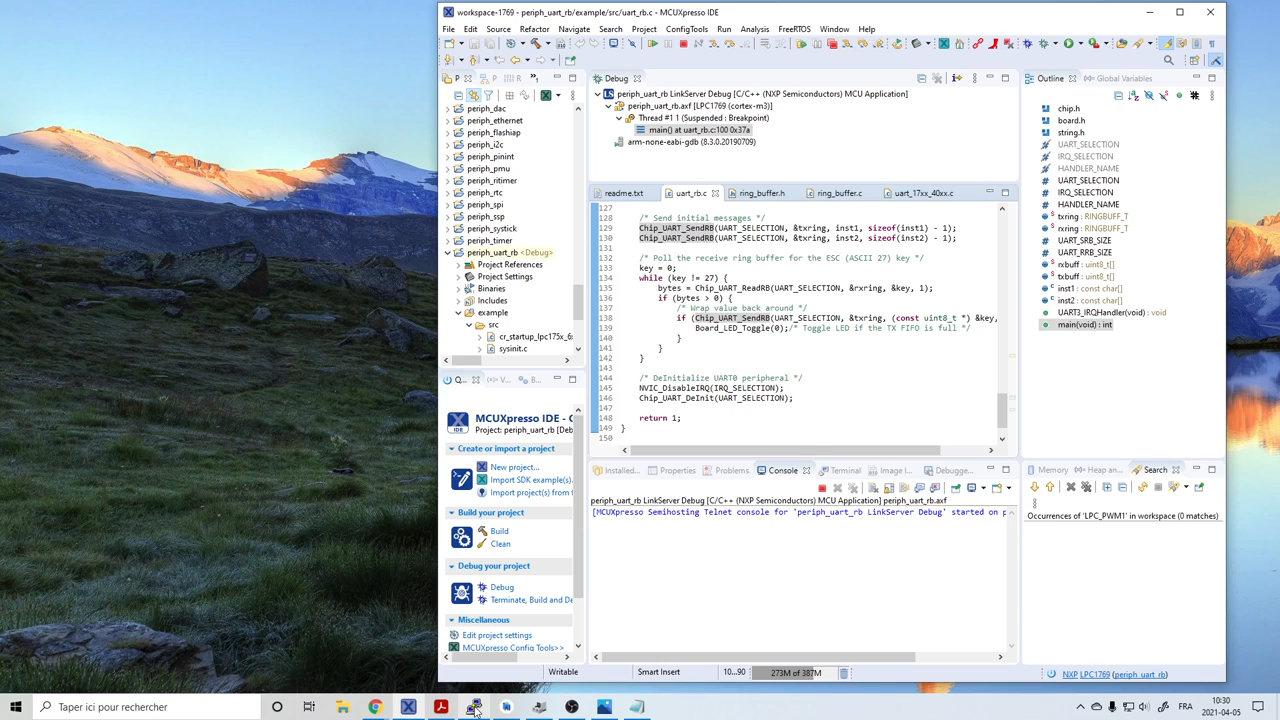 workspace-1769 - periph_uart_rb/example/src/uart_rb.c - MCUXpresso IDE
File Edit Source Refactor Navigate Search Project ConfigTools Run Analysis FreeRTOS Window Help
P
P
R
periph_dac
periph_ethernet
periph_flashiap
periph_i2c
periph_pinint
periph_pmu
periph_ritimer
periph_rtc
periph_spi
periph_ssp
periph_systick
periph_timer
periph_uart_rb <Debug>
Project References
Project Settings
Binaries
Includes
example
src
cr_startup_lpc175x_6
sysinit.c
Debug
periph_uart_rb LinkServer Debug [C/C++ (NXP Semiconductors) MCU Application]
periph_uart_rb.axf [LPC1769 (cortex-m3)]
Thread #1 1 (Suspended : Breakpoint)
main() at uart_rb.c:100 0x37a
arm-none-eabi-gdb (8.3.0.20190709)
readme.txt uart_rb.c ring_buffer.h ring_buffer.c uart_17xx_40xx.c
127
128 /* Send initial messages */
129 Chip_UART_SendRB(UART_SELECTION, &txring, inst1, sizeof(inst1) - 1);
130 Chip_UART_SendRB(UART_SELECTION, &txring, inst2, sizeof(inst2) - 1);
131
132 /* Poll the receive ring buffer for the ESC (ASCII 27) key */
133 key = 0;
134 while (key != 27) {
135 bytes = Chip_UART_ReadRB(UART_SELECTION, &rxring, &key, 1);
136 if (bytes > 0) {
137 /* Wrap value back around */
138 if (Chip_UART_SendRB(UART_SELECTION, &txring, (const uint8_t *) &key,
139 Board_LED_Toggle(0);/* Toggle LED if the TX FIFO is full */
140 }
141 }
142 }
143
144 /* DeInitialize UART0 peripheral */
145 NVIC_DisableIRQ(IRQ_SELECTION);
146 Chip_UART_DeInit(UART_SELECTION);
147
148 return 1;
149 }
150
Outline Global Variables
chip.h
board.h
string.h
UART_SELECTION
IRQ_SELECTION
HANDLER_NAME
UART_SELECTION
IRQ_SELECTION
HANDLER_NAME
txring : RINGBUFF_T
rxring : RINGBUFF_T
UART_SRB_SIZE
UART_RRB_SIZE
rxbuff : uint8_t[]
txbuff : uint8_t[]
inst1 : const char[]
inst2 : const char[]
UART3_IRQHandler(void) : void
main(void) : int
Q... V... B...
IDE
MCUXpresso IDE - C
Project: periph_uart_rb [Deb
Create or import a project
New project...
Import SDK example(s).
Import project(s) from f
Build your project
Build
Clean
Debug your project
Debug
Terminate, Build and De
Miscellaneous
Edit project settings
MCUXpresso Config Tools>>
Installed... Properties Problems Console Terminal Image I... Debugge...
periph_uart_rb LinkServer Debug [C/C++ (NXP Semiconductors) MCU Application] periph_uart_rb.axf
[MCUXpresso Semihosting Telnet console for 'periph_uart_rb LinkServer Debug' started on p
Memory Heap an... Search
Occurrences of 'LPC_PWM1' in workspace (0 matches)
Writable Smart Insert 10...90 273M of 387M NXP LPC1769 (periph_uart_rb)
Taper ici pour rechercher
FRA
10:30
2021-04-05